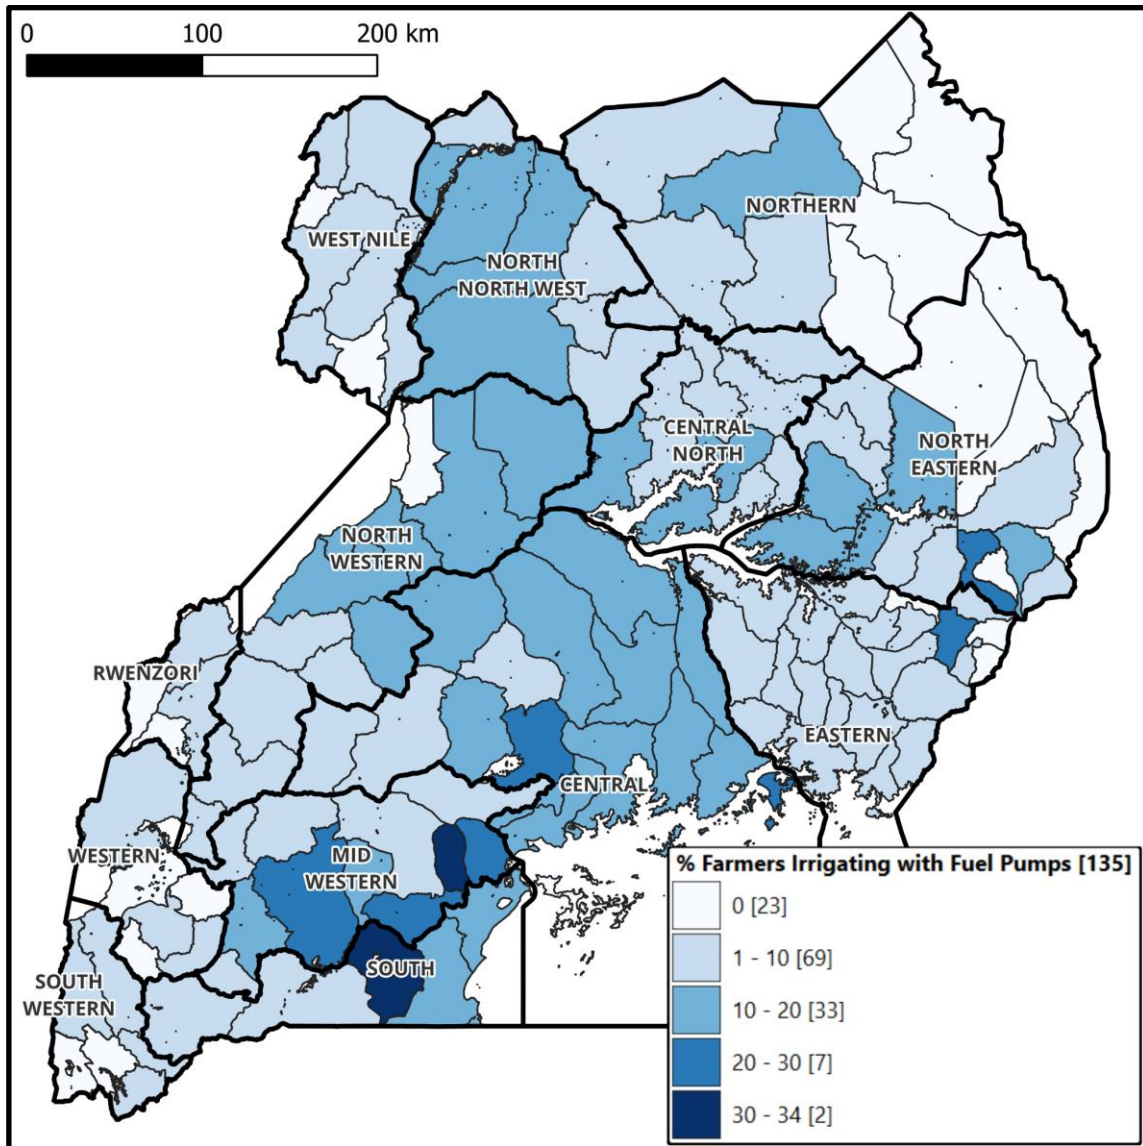 0
100
200 km
NORTHERN
WEST NILE
NORTH
NORTH WEST
CENTRAL
NORTH
NORTH
EASTERN
NORTH
WESTERN
RWENZORI
EASTERN
CENTRAL
MID
WESTERN
WESTERN
SOUTH
SOUTH
WESTERN
% Farmers Irrigating with Fuel Pumps [135]
0 [23]
1 - 10 [69]
10 - 20 [33]
20 - 30 [7]
30 - 34 [2]